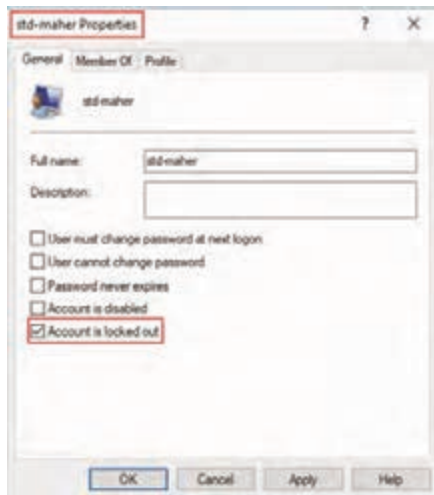 std-maher Properties
?
×
General
Member Of
Profile
std-maher
Full name:
std-maher
Description:
User must change password at next logon
User cannot change password
Password never expires
Account is disabled
Account is locked out
OK
Cancel
Apply
Help